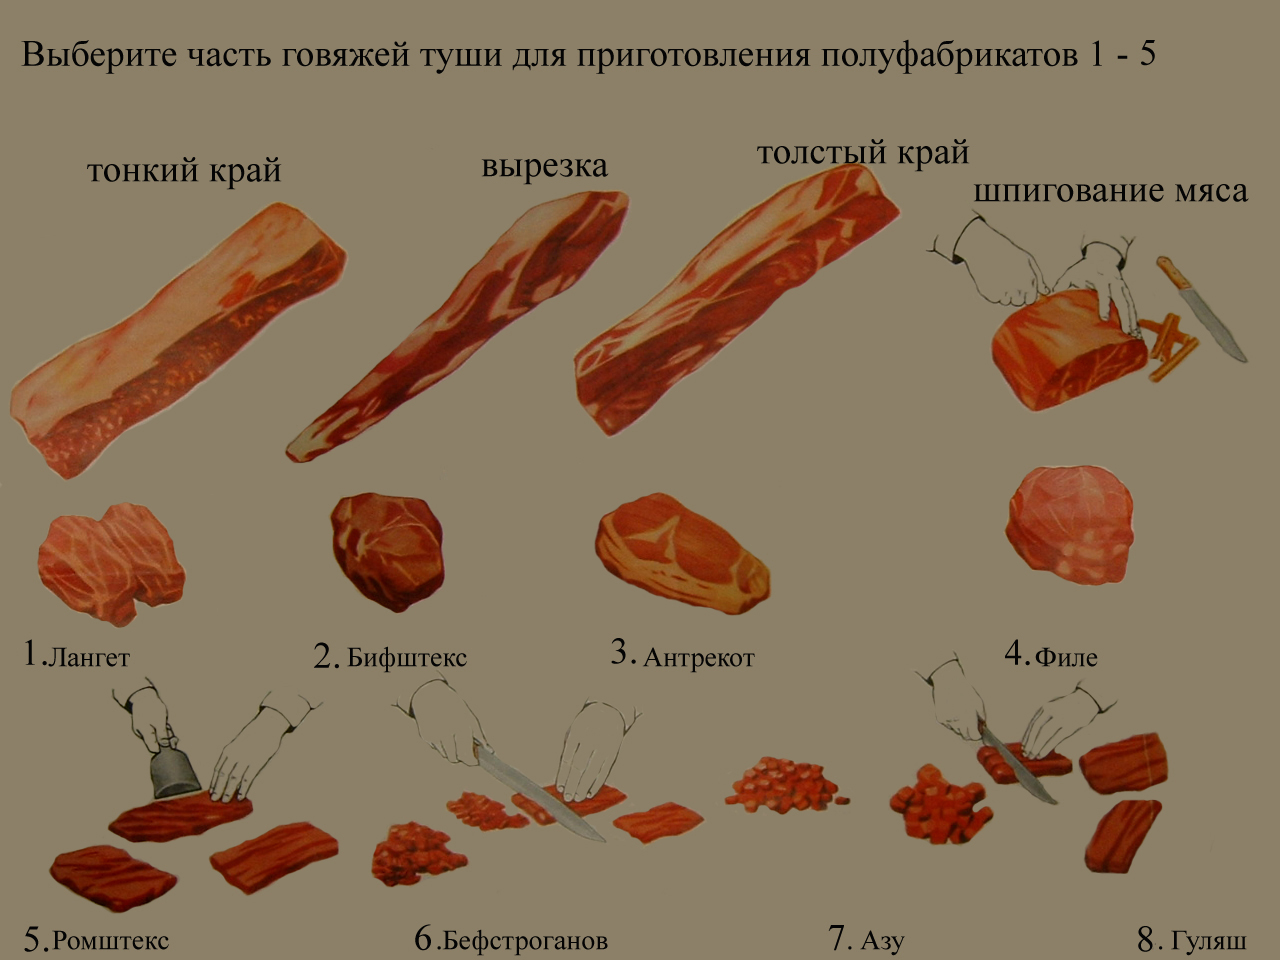 Выберите часть говяжей туши для приготовления полуфабрикатов 1 - 5
тонкий край
вырезка
толстый край
шпигование мяса
1.Лангет
2. Бифштекс
3. Антрекот
4.Филе
5.Ромштекс
6.Бефстроганов
7. Азу
8. Гуляш